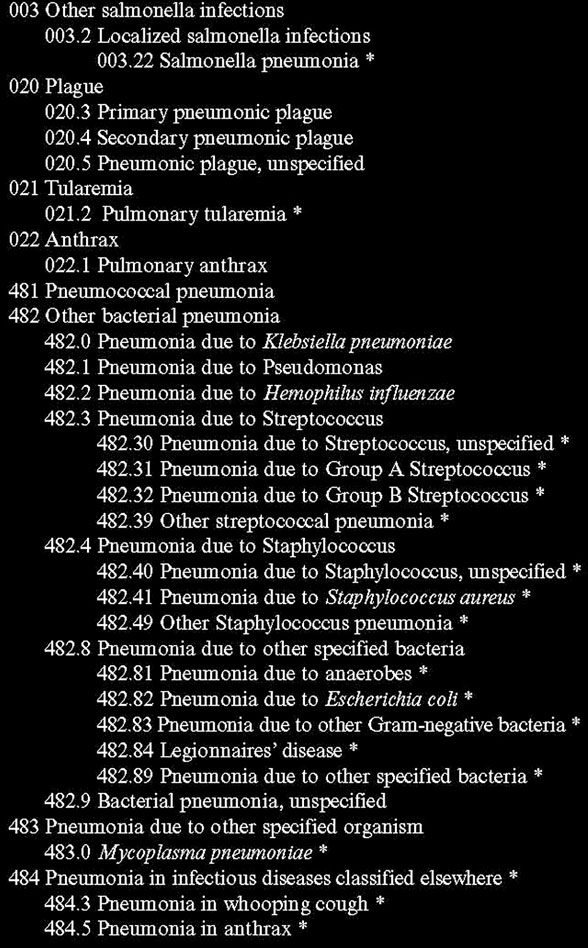 003 Other salmonella infections
003.2 Localized salmonella infections
003.22 Salmonella pneumonia *
020 Plague
020.3 Primary pneumonic plague
020.4 Secondary pneumonic plague
020.5 Pneumonic plague, unspecified
021 Tularemia
021.2 Pulmonary tularemia *
022 Anthrax
022.1 Pulmonary anthrax
481 Pneumococcal pneumonia
482 Other bacterial pneumonia
482.0 Pneumonia due to Klebsiella pneumoniae
482.1 Pneumonia due to Pseudomonas
482.2 Pneumonia due to Hemophilus influenzae
482.3 Pneumonia due to Streptococcus
482.30 Pneumonia due to Streptococcus, unspecified *
482.31 Pneumonia due to Group A Streptococcus *
482.32 Pneumonia due to Group B Streptococcus *
482.39 Other streptococcal pneumonia *
482.4 Pneumonia due to Staphylococcus
482.40 Pneumonia due to Staphylococcus, unspecified *
482.41 Pneumonia due to Staphylococcus aureus *
482.49 Other Staphylococcus pneumonia *
482.8 Pneumonia due to other specified bacteria
482.81 Pneumonia due to anaerobes *
482.82 Pneumonia due to Escherichia coli *
482.83 Pneumonia due to other Gram-negative bacteria *
482.84 Legionnaires’ disease *
482.89 Pneumonia due to other specified bacteria *
482.9 Bacterial pneumonia, unspecified
483 Pneumonia due to other specified organism
483.0 Mycoplasma pneumoniae *
484 Pneumonia in infectious diseases classified elsewhere *
484.3 Pneumonia in whooping cough *
484.5 Pneumonia in anthrax *